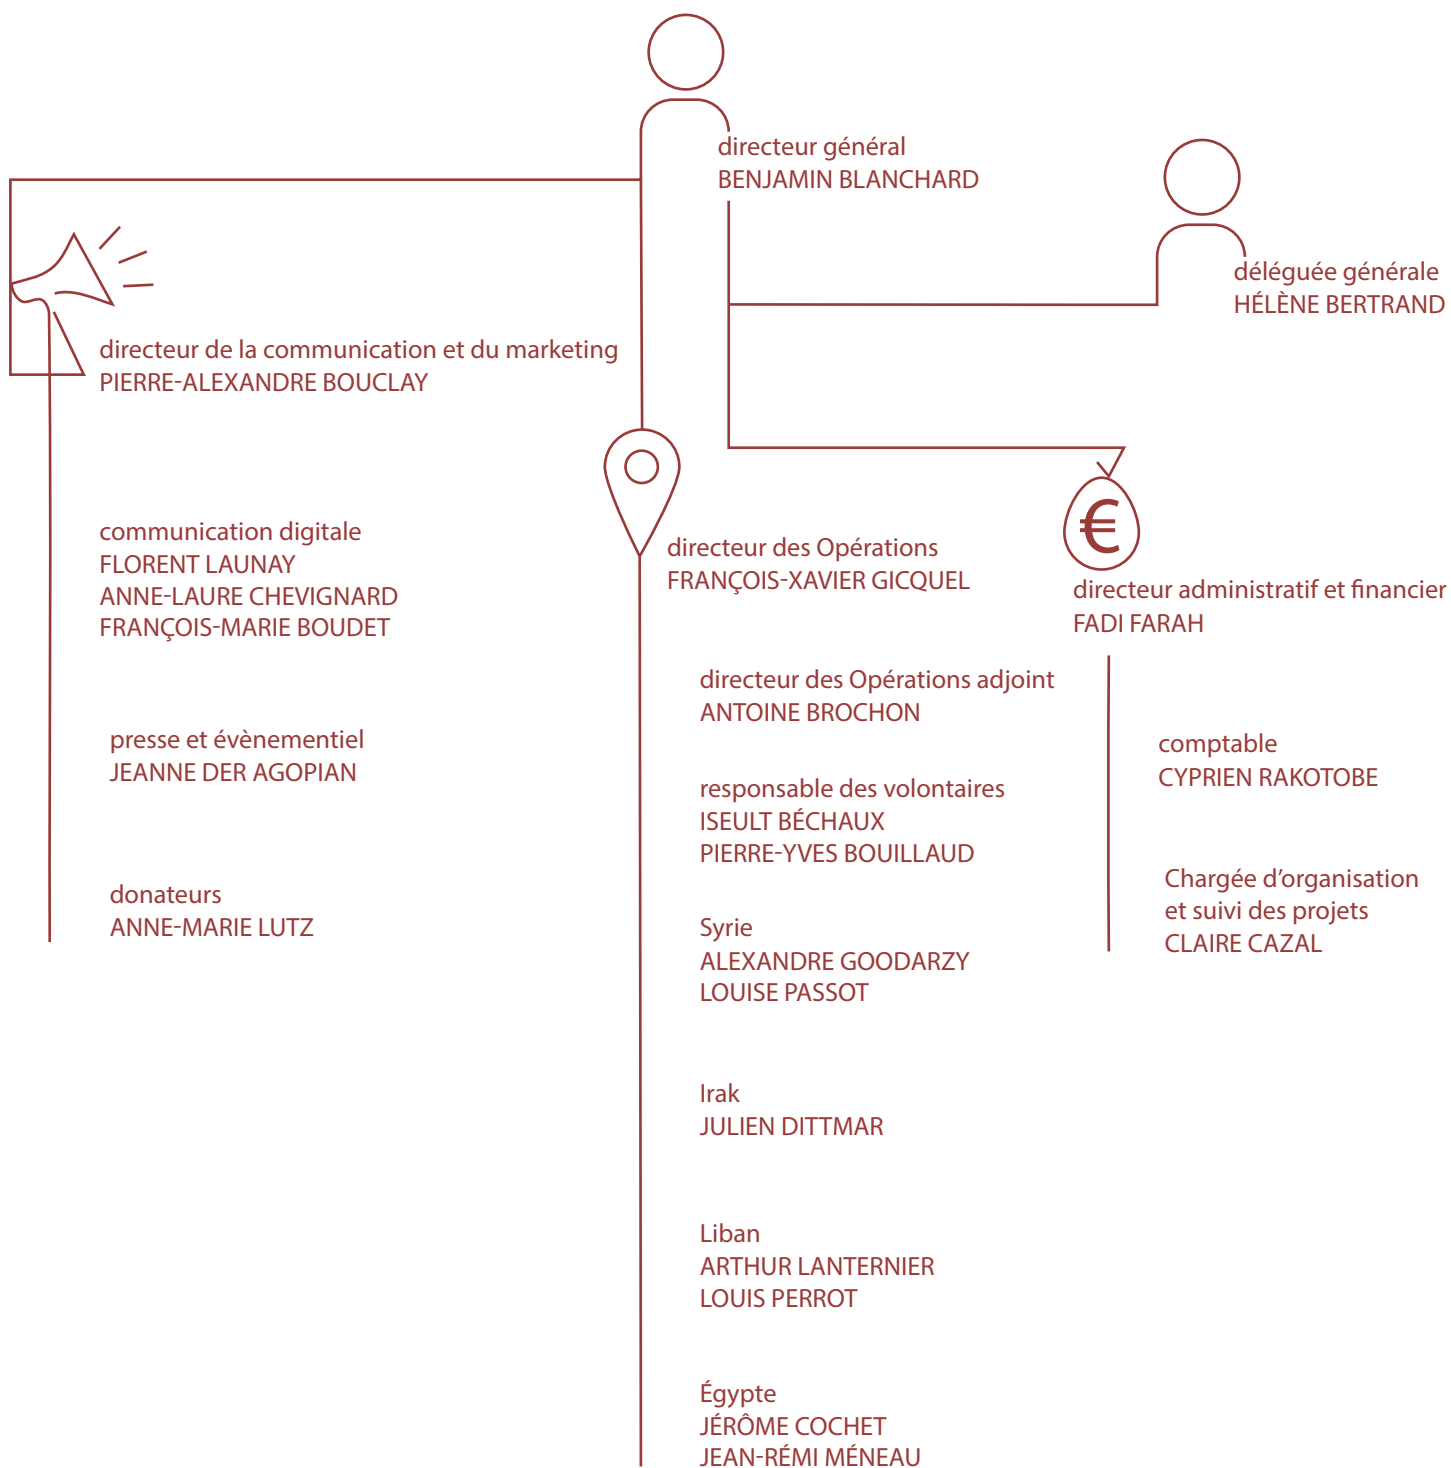 directeur général
BENJAMIN BLANCHARD
déléguée générale
HÉLÈNE BERTRAND
directeur de la communication et du marketing
PIERRE-ALEXANDRE BOUCLAY
communication digitale
FLORENT LAUNAY
ANNE-LAURE CHEVIGNARD
FRANÇOIS-MARIE BOUDET
presse et évènementiel
JEANNE DER AGOPIAN
donateurs
ANNE-MARIE LUTZ
directeur des Opérations
FRANÇOIS-XAVIER GICQUEL
directeur des Opérations adjoint
ANTOINE BROCHON
responsable des volontaires
ISEULT BÉCHAUX
PIERRE-YVES BOUILLAUD
Syrie
ALEXANDRE GOODARZY
LOUISE PASSOT
Irak
JULIEN DITTMAR
Liban
ARTHUR LANTERNIER
LOUIS PERROT
Égypte
JÉRÔME COCHET
JEAN-RÉMI MÉNEAU
€
directeur administratif et financier
FADI FARAH
comptable
CYPRIEN RAKOTOBE
Chargée d’organisation
et suivi des projets
CLAIRE CAZAL